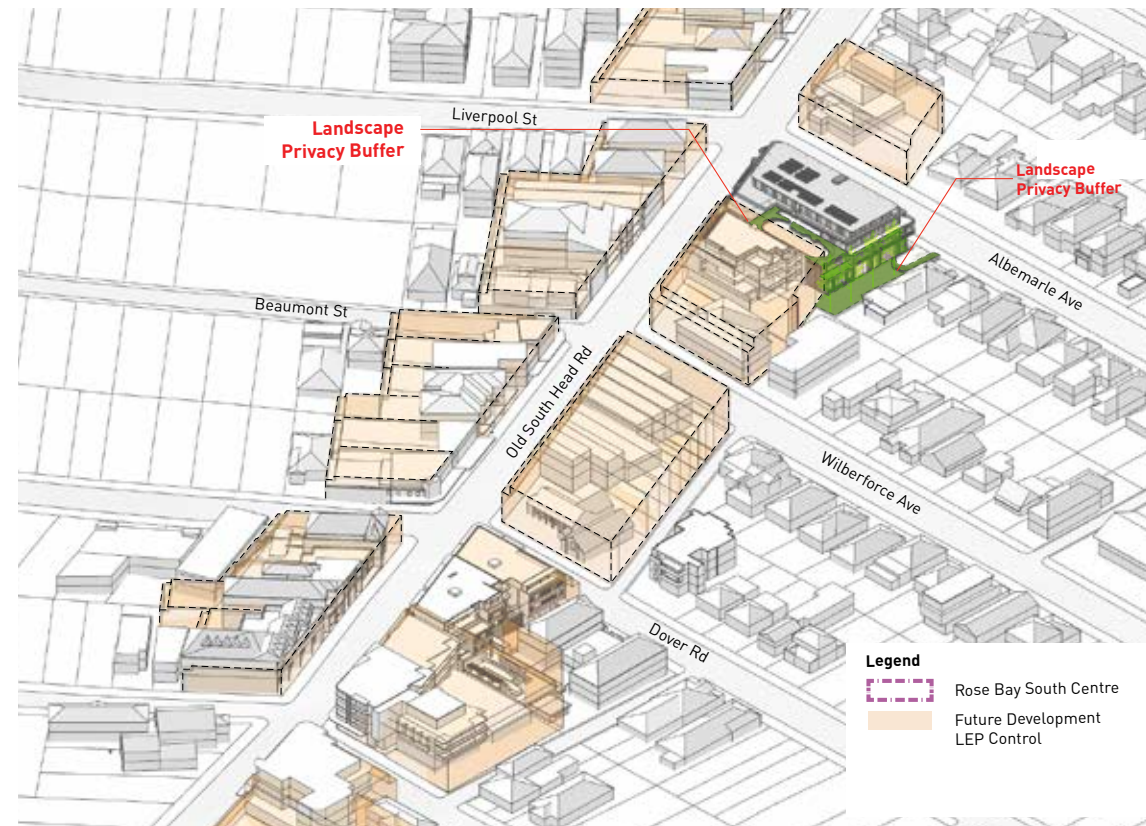 Liverpool St
Landscape
Privacy Buffer
Landscape
Privacy Buffer
Albemarle Ave
Beaumont St
Old South Head Rd
Wilberforce Ave
Dover Rd
Legend
Rose Bay South Centre
Future Development
LEP Control